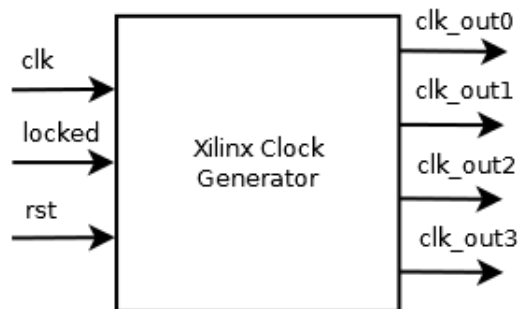 clk
locked
rst
Xilinx Clock
Generator
clk_out0
clk_out1
clk_out2
clk_out3